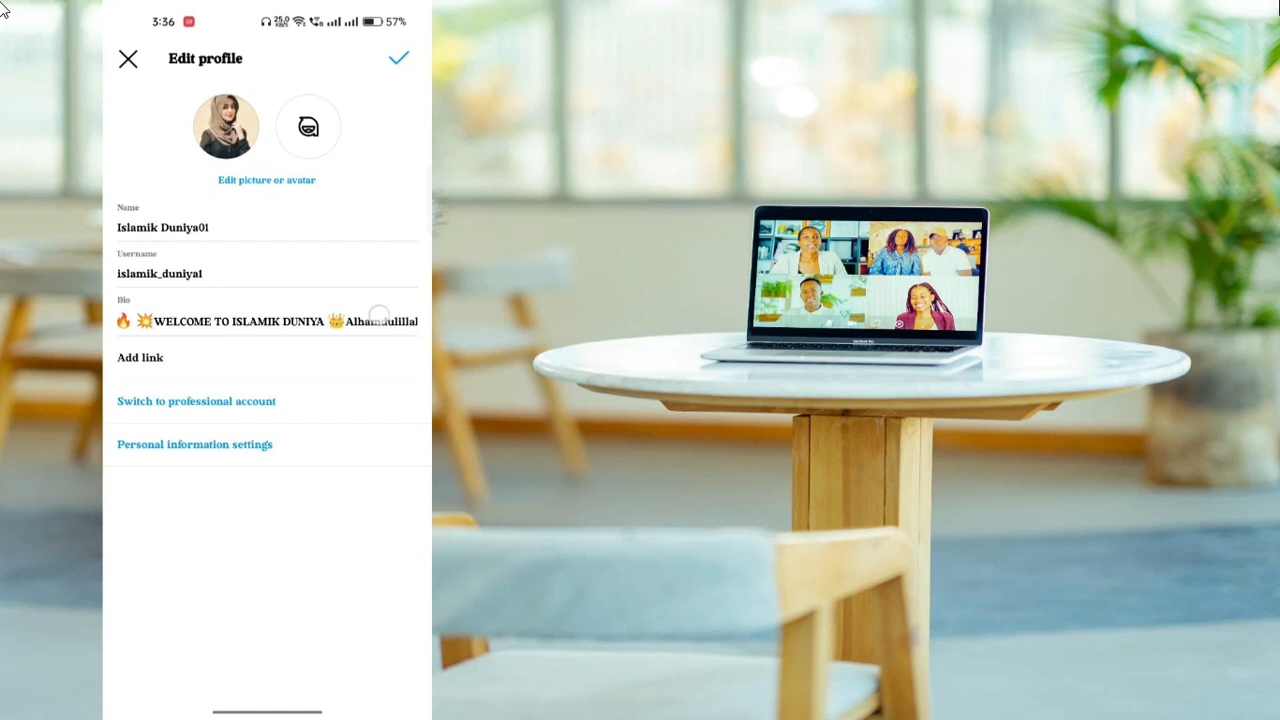 3:36 57%
Edit profile
Edit picture or avatar
Name
Islamik Duniya01
Username
islamik_duniya1
Bio
🔥 💥WELCOME TO ISLAMIK DUNIYA 👑Alhamdulillal
Add link
Switch to professional account
Personal information settings